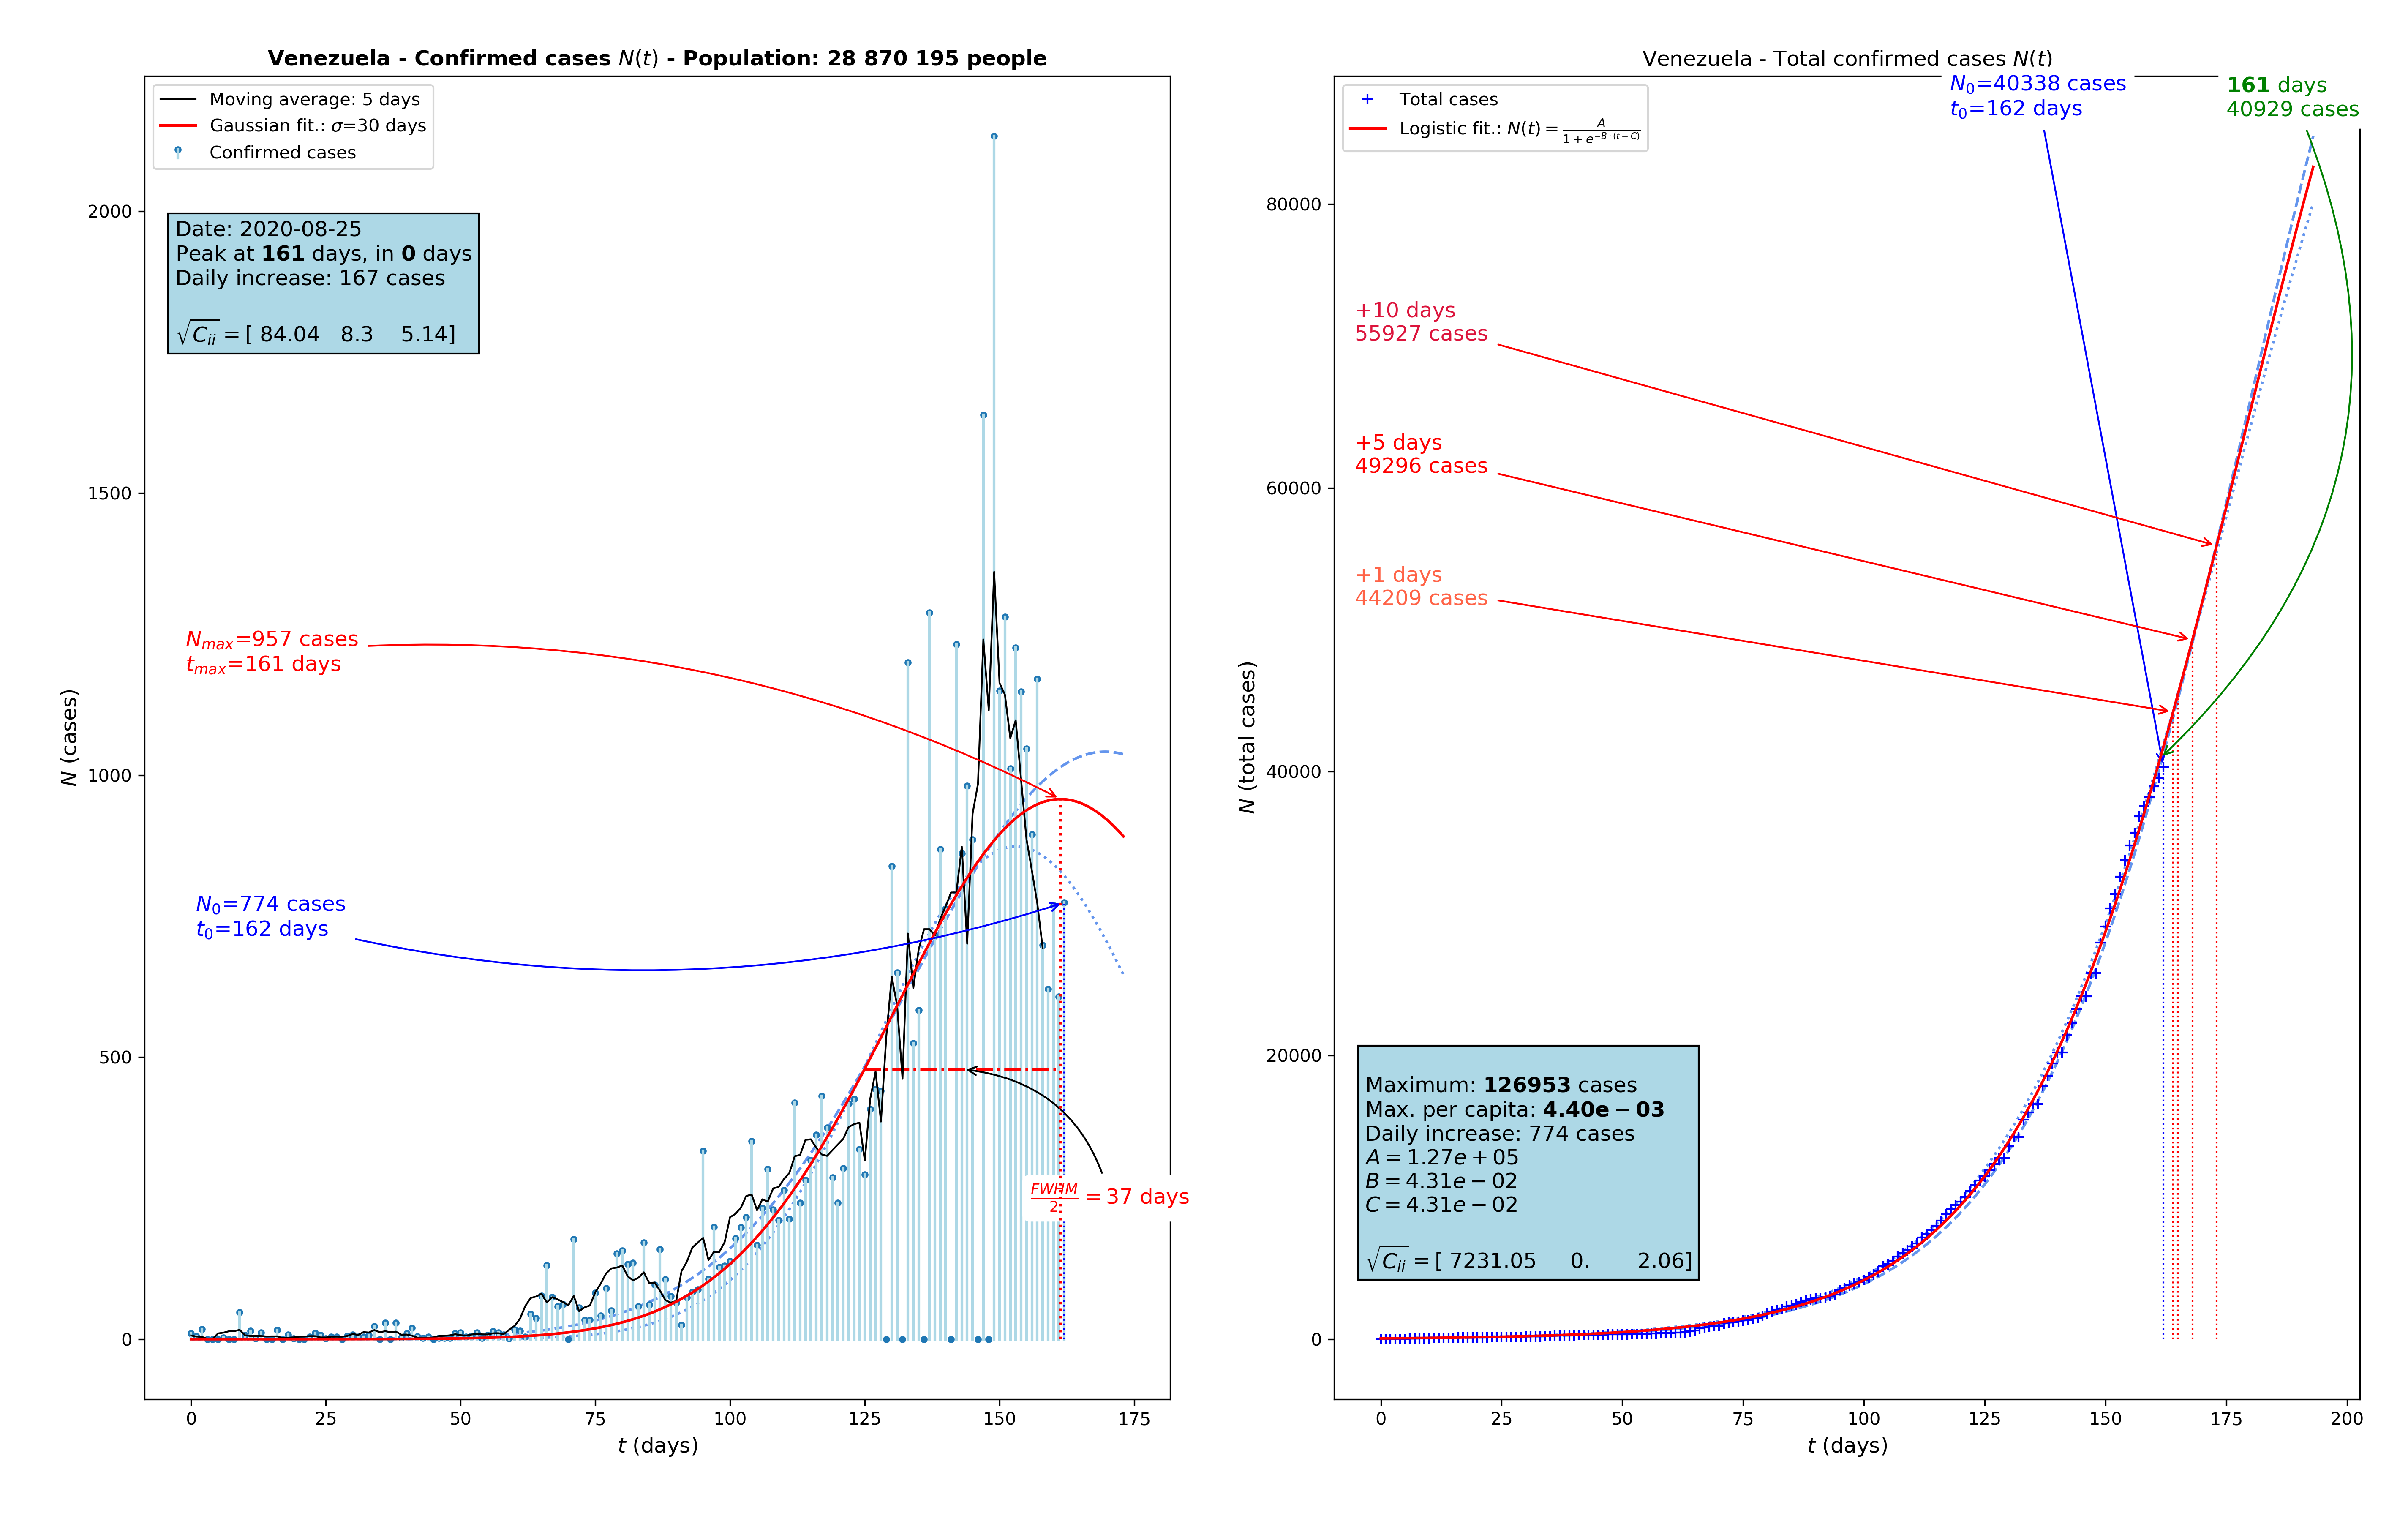 Venezuela - Confirmed cases N(t) - Population: 28 870 195 people
Moving average: 5 days
Gaussian fit.: σ=30 days
Confirmed cases
Date: 2020-08-25
Peak at 161 days, in 0 days
Daily increase: 167 cases
√C_ii = [ 84.04 8.3 5.14]
N_max=957 cases
t_max=161 days
N_0=774 cases
t_0=162 days
FWHM/2 = 37 days
N (cases)
2000
1500
1000
500
0
0 25 50 75 100 125 150 175
t (days)
Venezuela - Total confirmed cases N(t)
Total cases
Logistic fit.: N(t) = A/(1 + e^{-B·(t-C)})
N_0=40338 cases
t_0=162 days
161 days
40929 cases
+10 days
55927 cases
+5 days
49296 cases
+1 days
44209 cases
Maximum: 126953 cases
Max. per capita: 4.40e − 03
Daily increase: 774 cases
A = 1.27e + 05
B = 4.31e − 02
C = 4.31e − 02
√C_ii = [ 7231.05 0. 2.06]
N (total cases)
80000
60000
40000
20000
0
0 25 50 75 100 125 150 175 200
t (days)